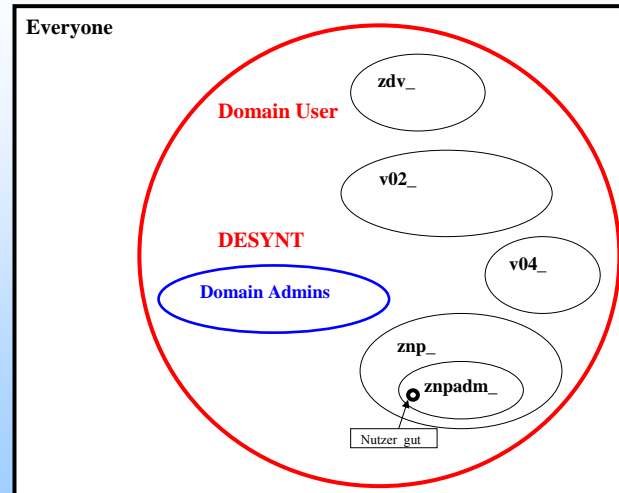 Everyone
zdv_
Domain User
v02_
DESYNT
v04_
Domain Admins
znp_
znpadm_
Nutzer gut